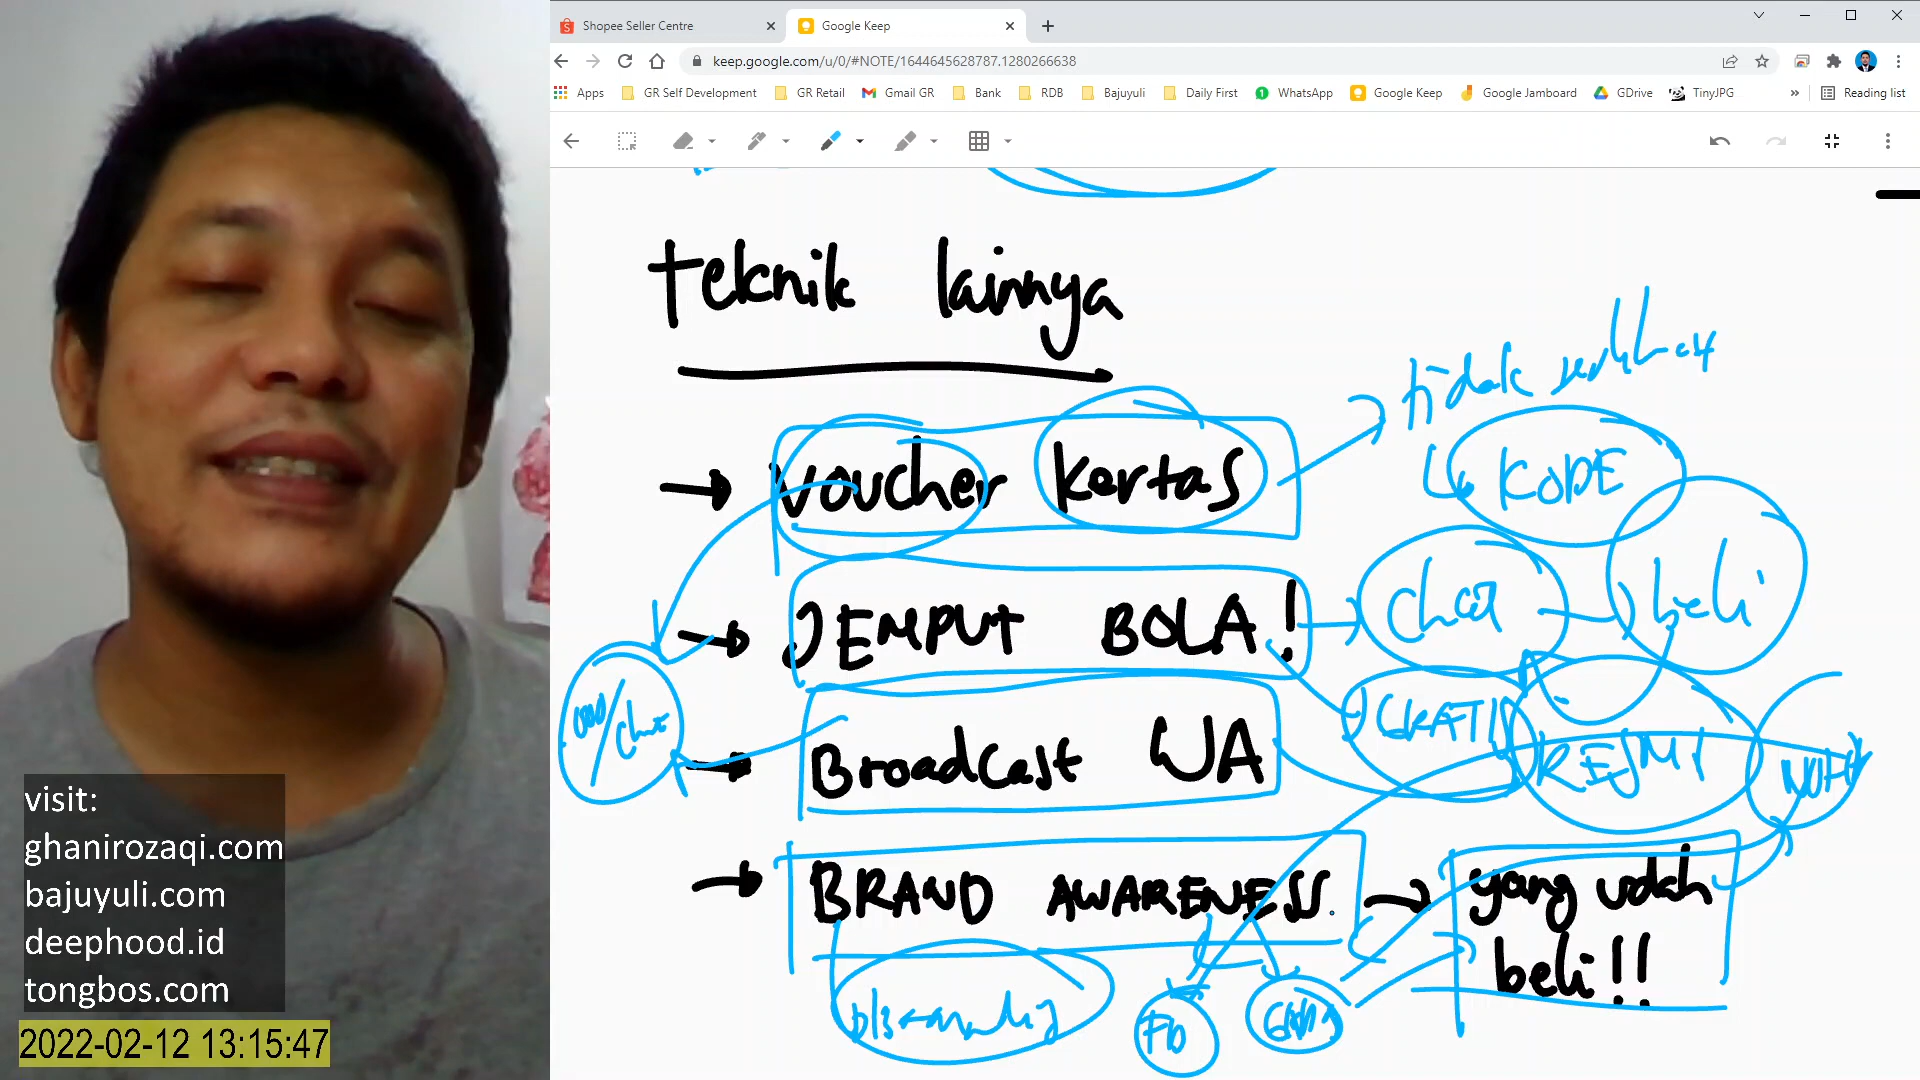 Shopee Seller Centre
Google Keep
keep.google.com/u/0/#NOTE/1644645628787.1280266638
Apps
GR Self Development
GR Retail
Gmail GR
Bank
RDB
Bajuyuli
Daily First
WhatsApp
Google Keep
Google Jamboard
GDrive
TinyJPG
»
Reading list
teknik lainnya
→ Voucher kertas
tidak
KODE
→ JEMPUT BOLA!
chat
beli
→ Broadcast WA
GRATIS
RESMI
→ BRAND AWARENESS → yang udah
beli!!
FB
visit:
ghanirozaqi.com
bajuyuli.com
deephood.id
tongbos.com
2022-02-12 13:15:47